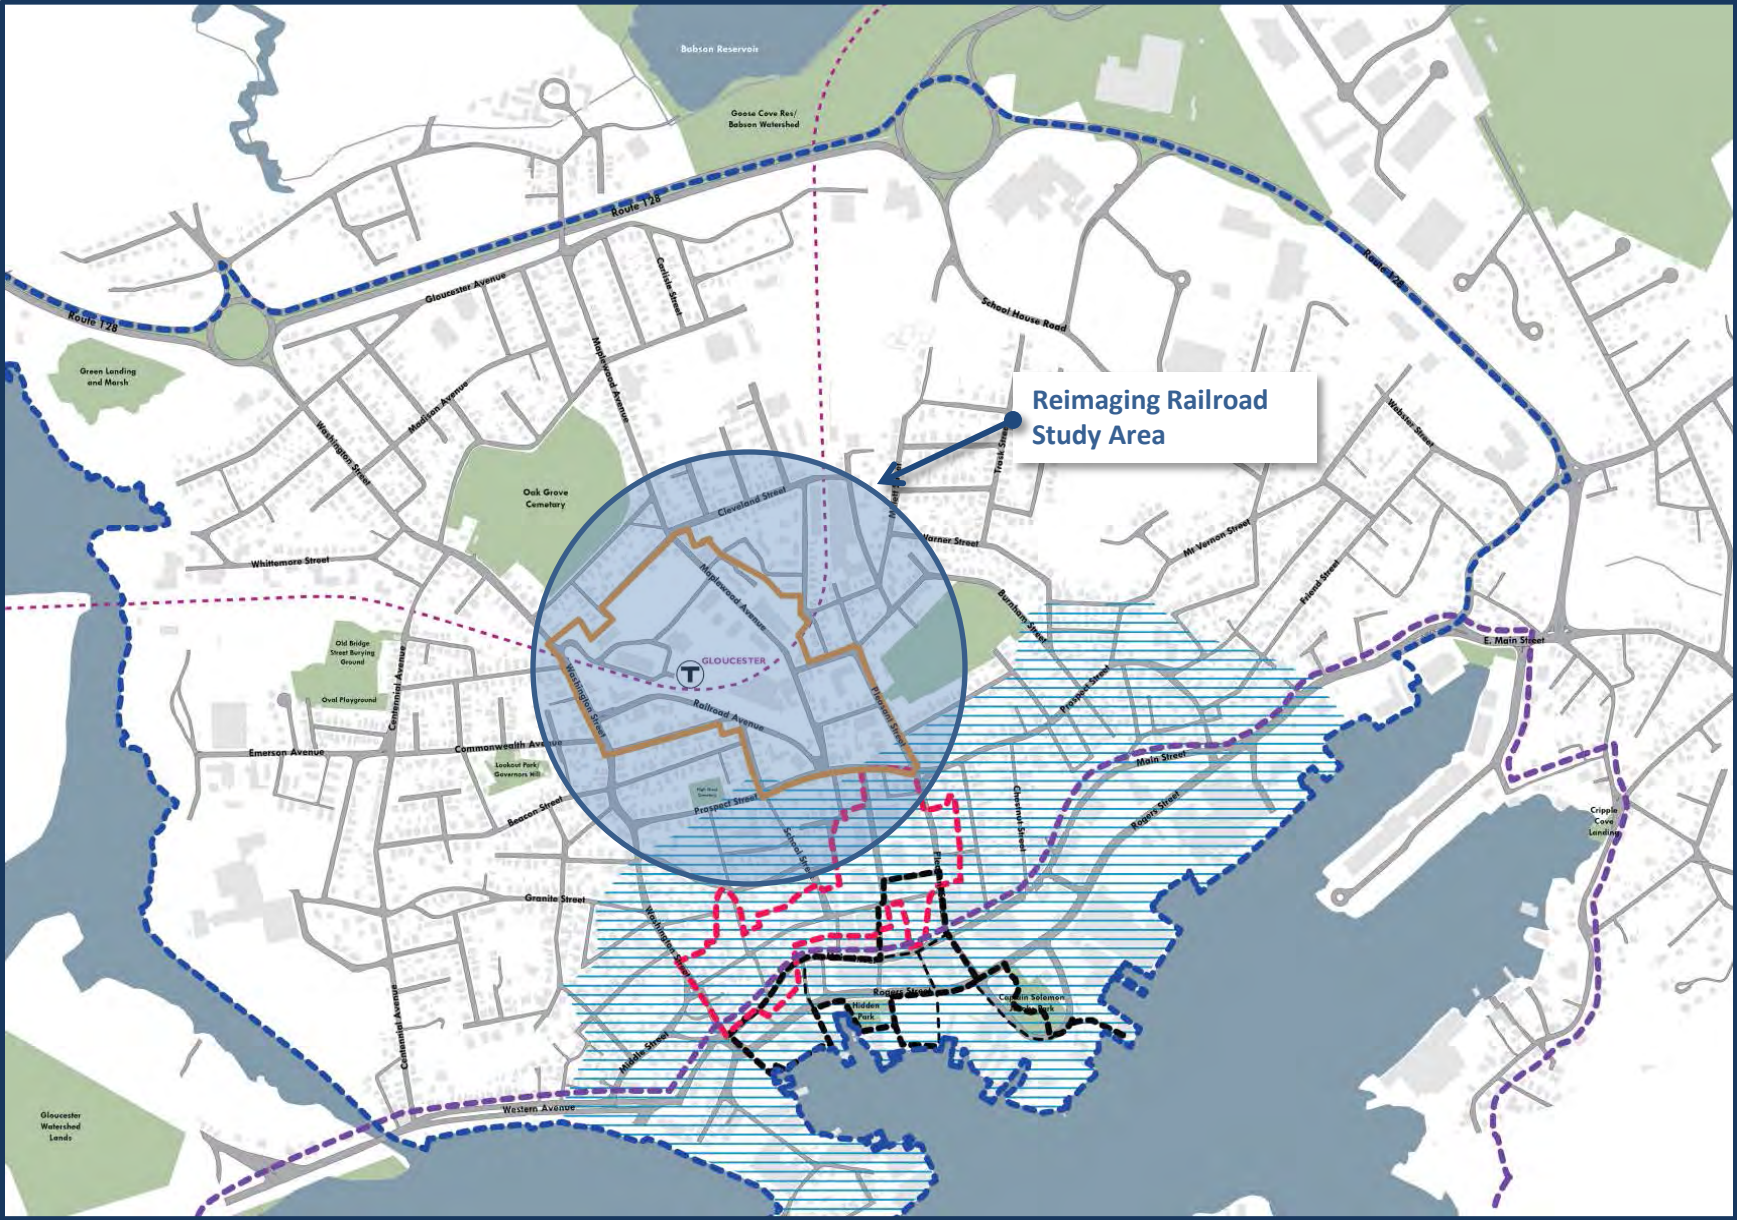 Babson Reservoir
Goose Cove Res/
Babson Watershed
Route 128
Route 128
Gloucester Avenue
Carlisle Street
Route 128
School House Road
Green Landing
and Marsh
Maplewood Avenue
Madison Avenue
Washington Street
Reimaging Railroad
Study Area
Trask Street
Webster Street
Oak Grove
Cemetary
Cleveland Street
Warner Street
Mt Vernon Street
Whittemore Street
Maplewood Avenue
Friend Street
Burnham Street
Old Bridge
Street Burying
Ground
Oval Playground
E. Main Street
T
GLOUCESTER
Centennial Avenue
Washington Street
Railroad Avenue
Pleasant Street
Prospect Street
Emerson Avenue
Commonwealth Avenue
Lookout Park/
Governors Hill
Main Street
Prospect Street
Beacon Street
Rogers Street
Chestnut Street
Cripple
Cove
Landing
School Street
Granite Street
Washington Street
Rogers Street
Hidden
Park
Captain Solomon
Centennial Avenue
Middle Street
Western Avenue
Gloucester
Watershed
Lands